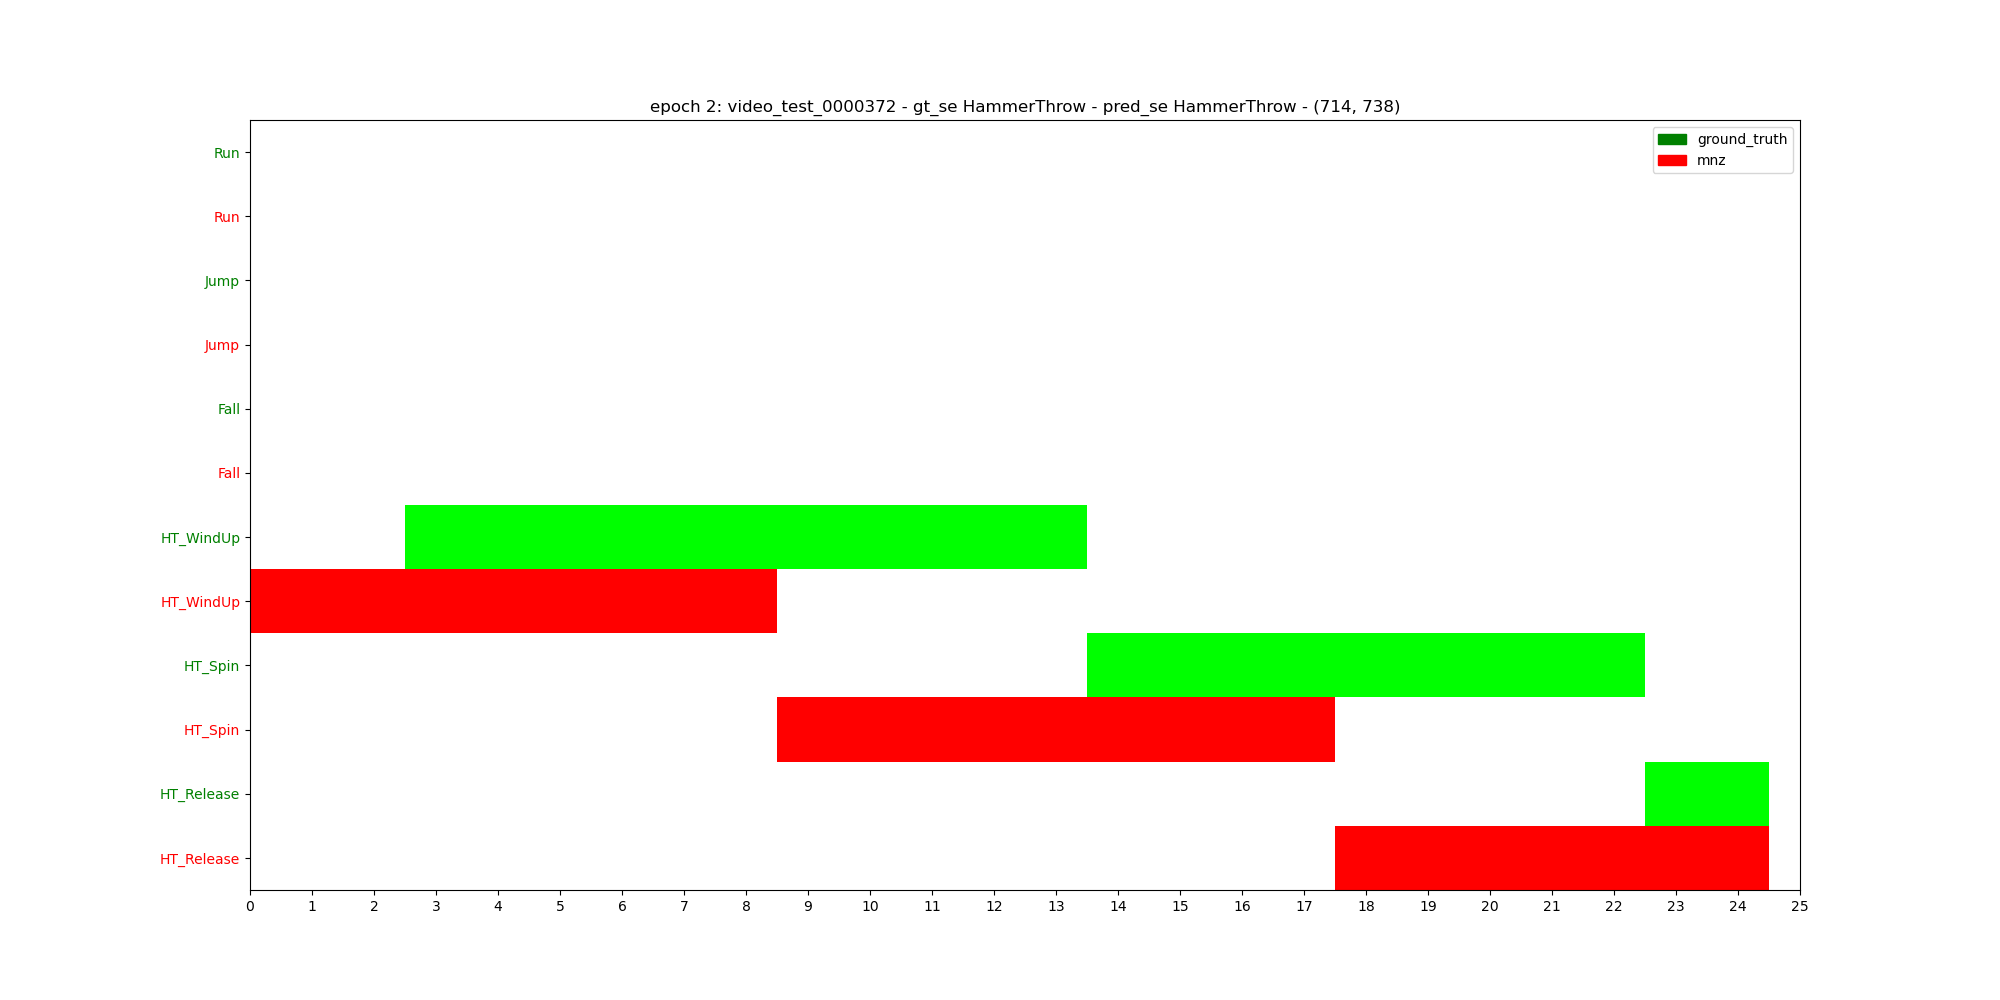 epoch 2: video_test_0000372 - gt_se HammerThrow - pred_se HammerThrow - (714, 738)
ground_truth
mnz
Run
Run
Jump
Jump
Fall
Fall
HT_WindUp
HT_WindUp
HT_Spin
HT_Spin
HT_Release
HT_Release
0 1 2 3 4 5 6 7 8 9 10 11 12 13 14 15 16 17 18 19 20 21 22 23 24 25